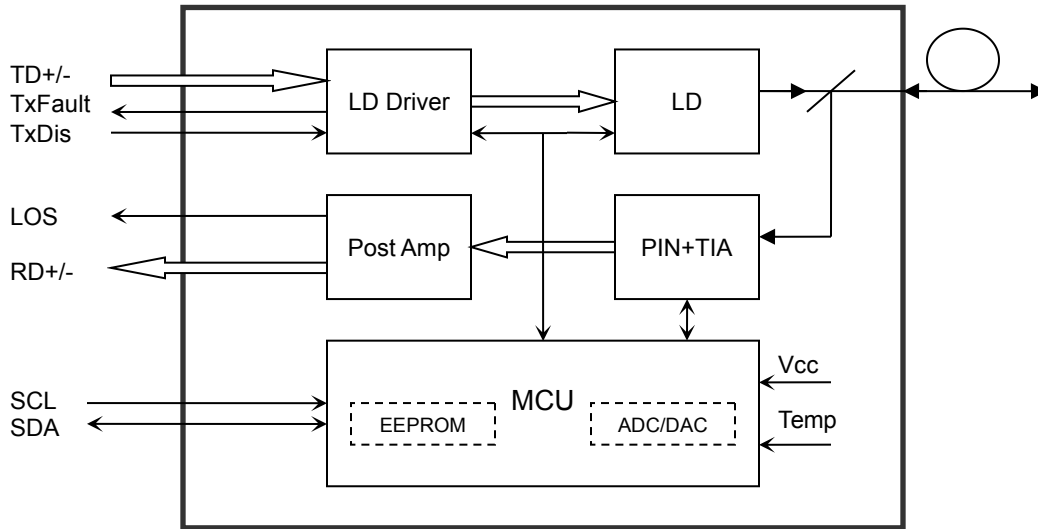 TD+/-
TxFault
TxDis
LD Driver
LD
LOS
RD+/-
Post Amp
PIN+TIA
SCL
SDA
MCU
EEPROM
ADC/DAC
Vcc
Temp